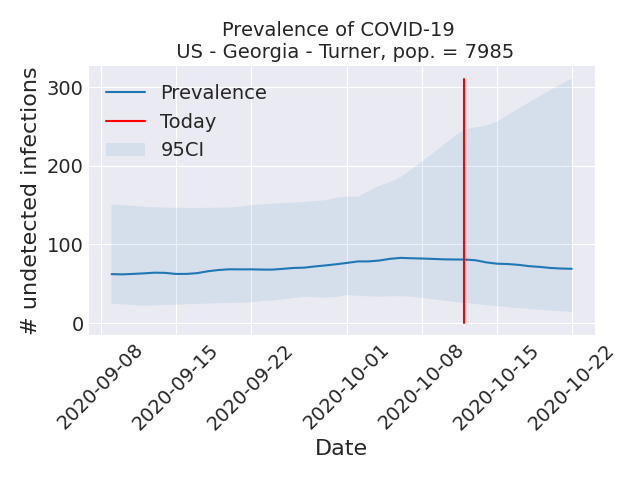 Prevalence of COVID-19
US - Georgia - Turner, pop. = 7985
# undetected infections
300
200
100
0
Prevalence
Today
95CI
2020-09-08
2020-09-15
2020-09-22
2020-10-01
2020-10-08
2020-10-15
2020-10-22
Date